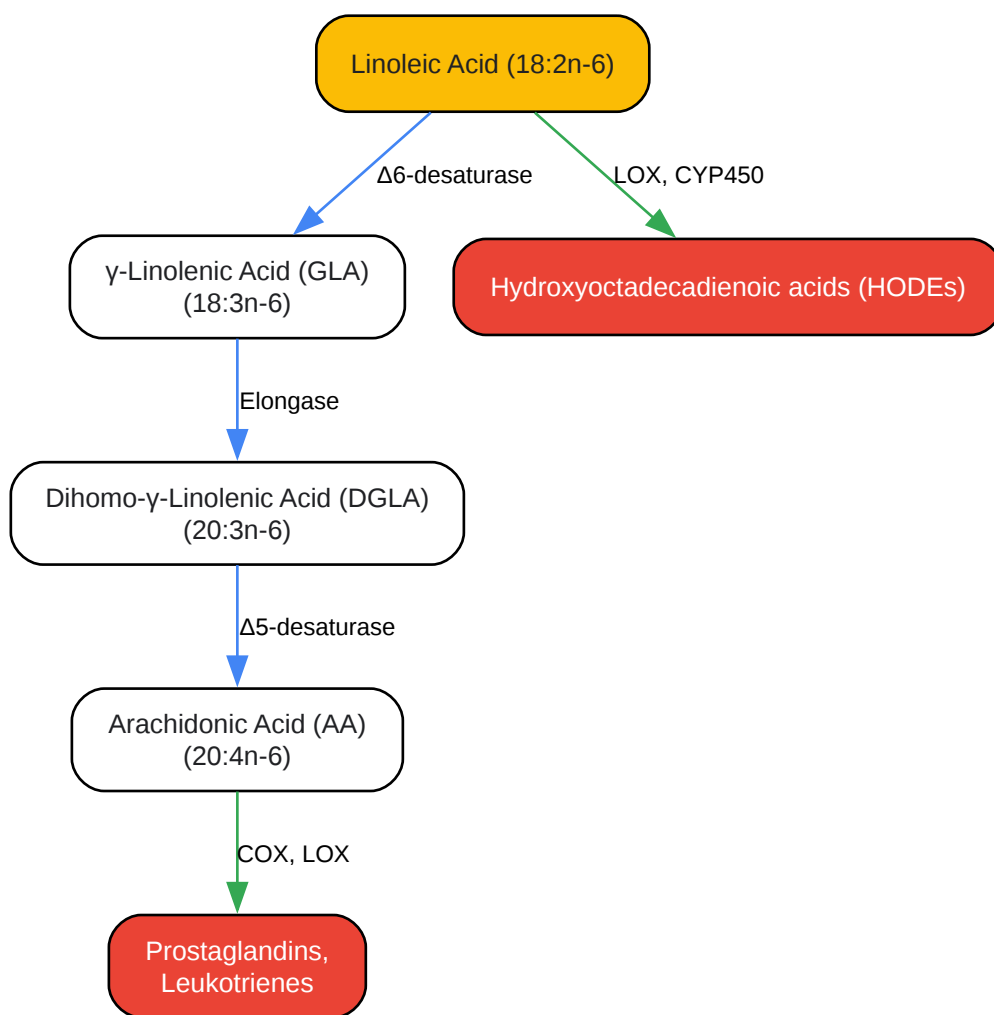 Linoleic Acid (18:2n-6)
Δ6-desaturase
LOX, CYP450
γ-Linolenic Acid (GLA)
(18:3n-6)
Hydroxyoctadecadienoic acids (HODEs)
Elongase
Dihomo-γ-Linolenic Acid (DGLA)
(20:3n-6)
Δ5-desaturase
Arachidonic Acid (AA)
(20:4n-6)
COX, LOX
Prostaglandins,
Leukotrienes